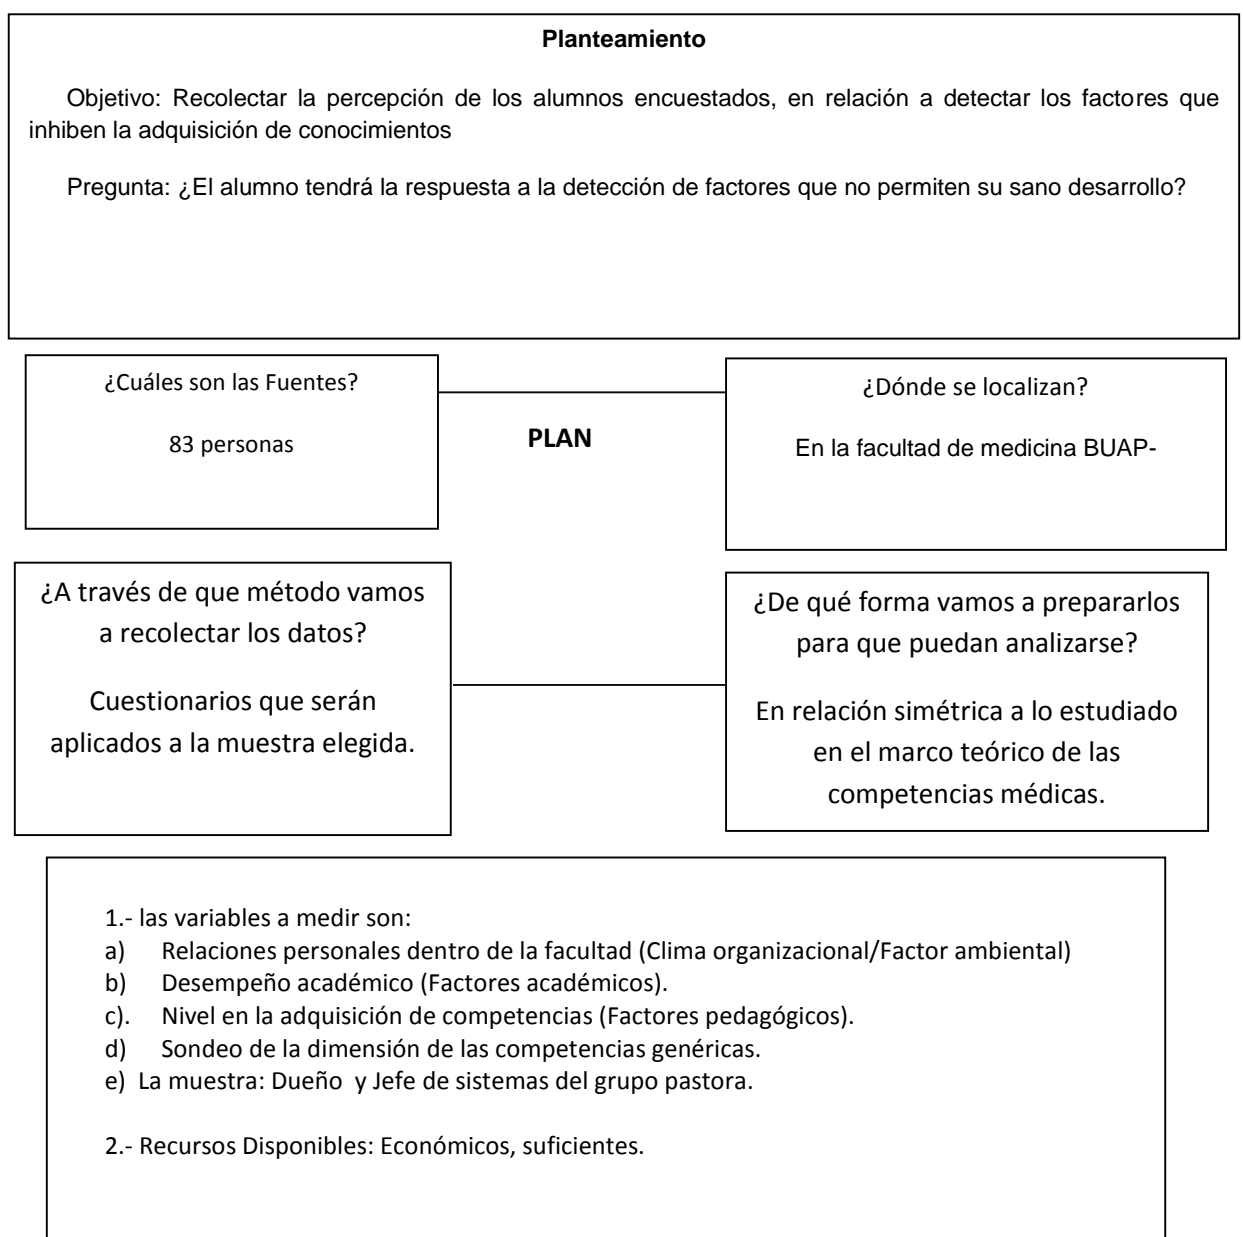 Planteamiento
Objetivo: Recolectar la percepción de los alumnos encuestados, en relación a detectar los factores que
inhiben la adquisición de conocimientos
Pregunta: ¿El alumno tendrá la respuesta a la detección de factores que no permiten su sano desarrollo?
¿Cuáles son las Fuentes?
83 personas
PLAN
¿Dónde se localizan?
En la facultad de medicina BUAP-
¿A través de que método vamos
a recolectar los datos?
Cuestionarios que serán
aplicados a la muestra elegida.
¿De qué forma vamos a prepararlos
para que puedan analizarse?
En relación simétrica a lo estudiado
en el marco teórico de las
competencias médicas.
1.- las variables a medir son:
a) Relaciones personales dentro de la facultad (Clima organizacional/Factor ambiental)
b) Desempeño académico (Factores académicos).
c). Nivel en la adquisición de competencias (Factores pedagógicos).
d) Sondeo de la dimensión de las competencias genéricas.
e) La muestra: Dueño y Jefe de sistemas del grupo pastora.
2.- Recursos Disponibles: Económicos, suficientes.